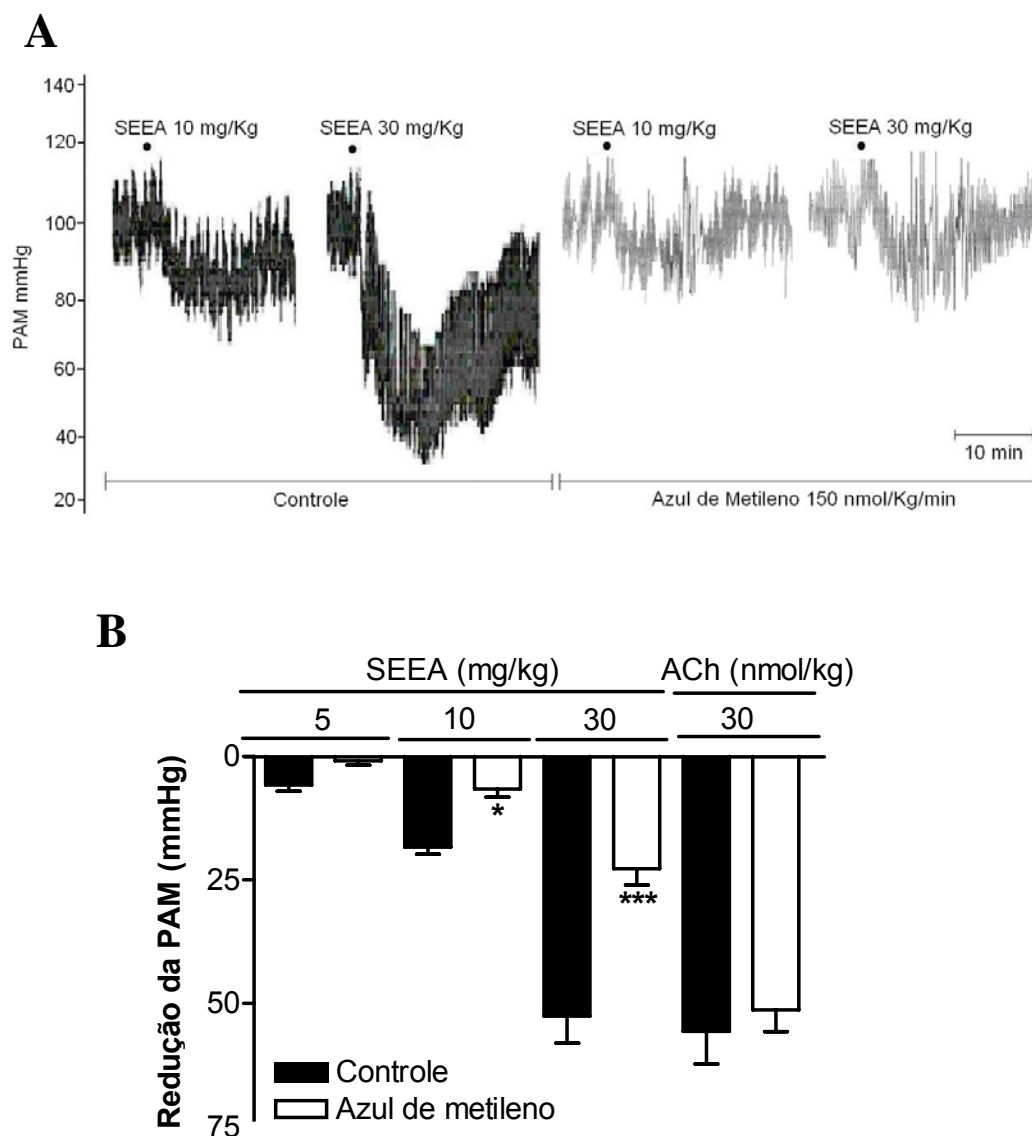 A
140
120
100
80
60
40
20
PAM mmHg
SEEA 10 mg/Kg
SEEA 30 mg/Kg
SEEA 10 mg/Kg
SEEA 30 mg/Kg
10 min
Controle
Azul de Metileno 150 nmol/Kg/min
B
SEEA (mg/kg)
ACh (nmol/kg)
5
10
30
30
0
25
50
75
Redução da PAM (mmHg)
*
***
Controle
Azul de metileno